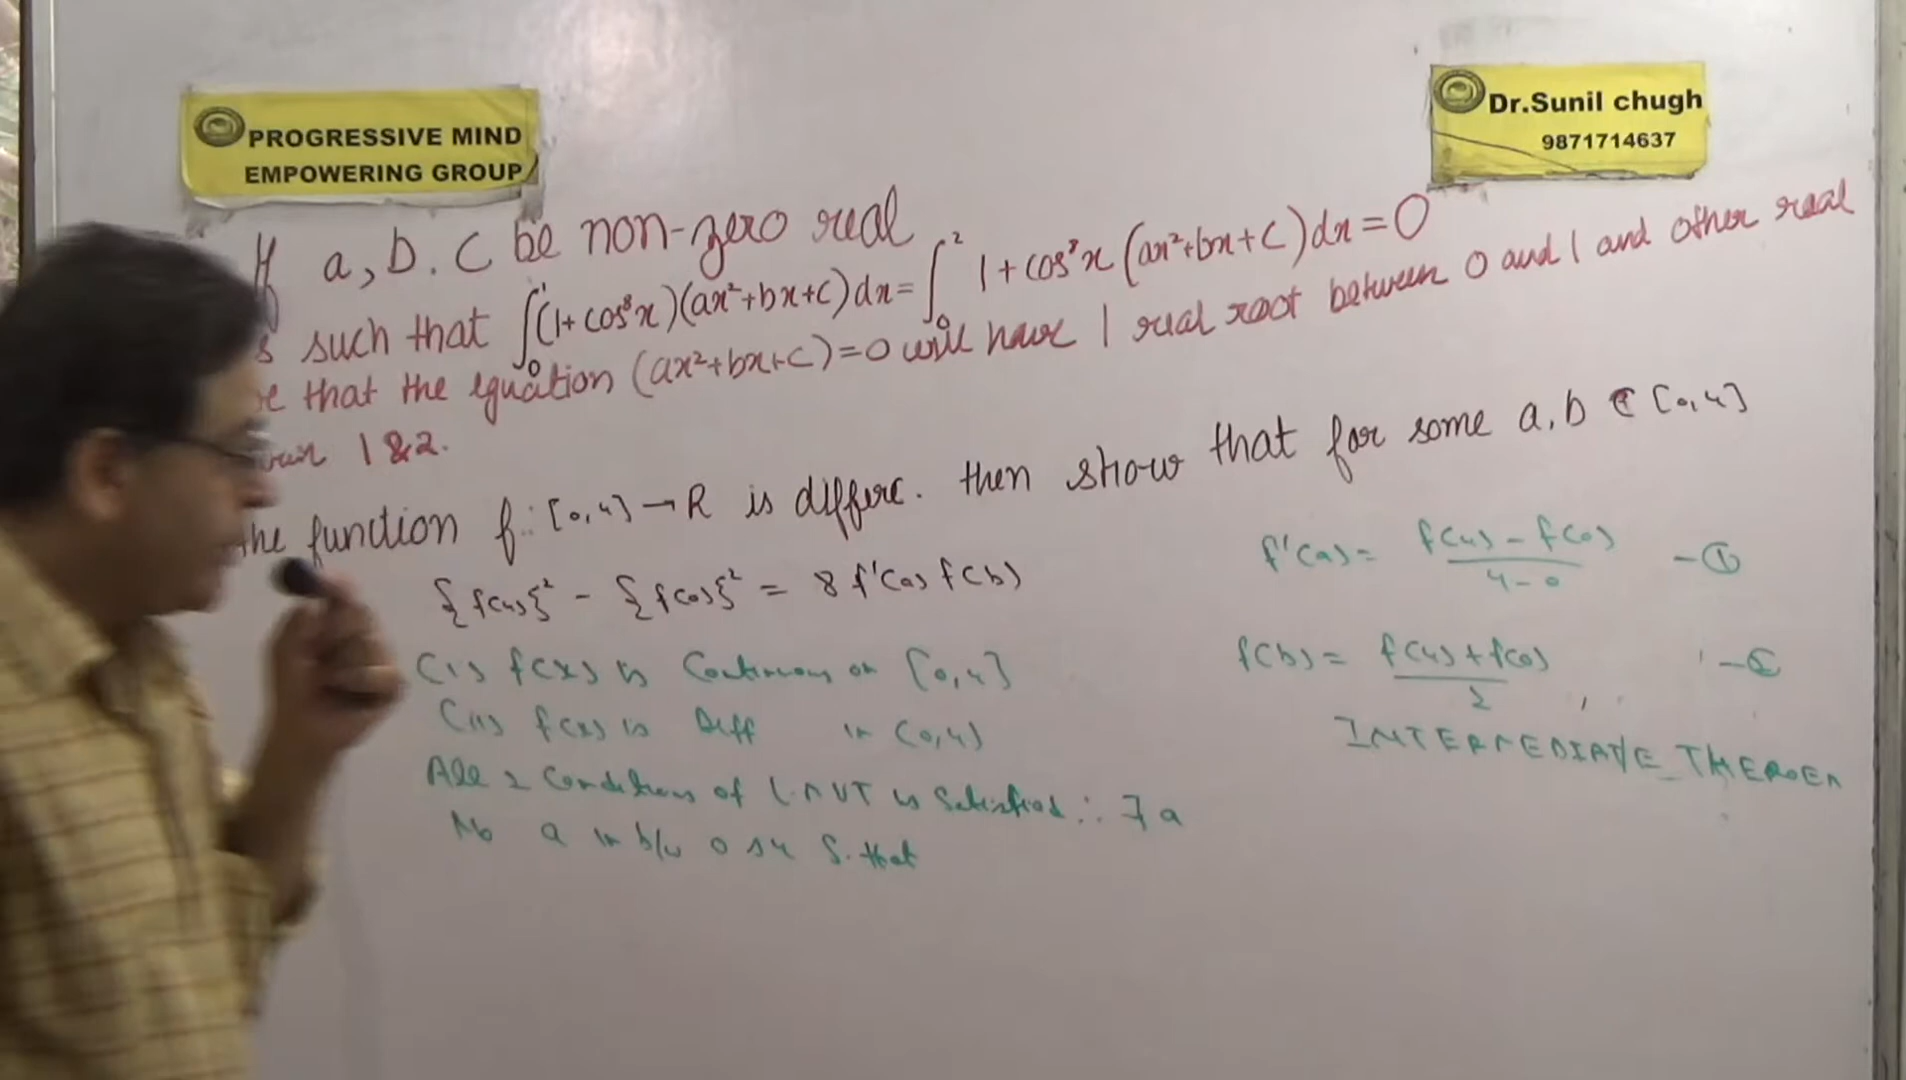 PROGRESSIVE MIND
EMPOWERING GROUP
Dr.Sunil chugh
9871714637
If a, b. c be non-zero real
s such that ∫₀¹(1+cos⁸x)(ax²+bx+c)dx = ∫₀² 1+cos⁸x (ax²+bx+c)dx = 0
e that the equation (ax²+bx+c)=0 will have 1 real root between 0 and 1 and other real
1 & 2.
the function f: [0,4] → R is differe. then show that for some a, b ∈ [0,4]
{f(4)}² - {f(0)}² = 8 f'(a) f(b)
(i) f(x) is Continuous on [0,4]
(ii) f(x) is Diff in (0,4)
All 2 Conditions of LMVT is Satisfied ∴ ∃ a
No a in b/w 0 & 4 S. that
f'(a) = f(4) - f(0) / 4-0 -①
f(b) = f(4)+f(0) / 2 -②
INTERMEDIATE THEROEM